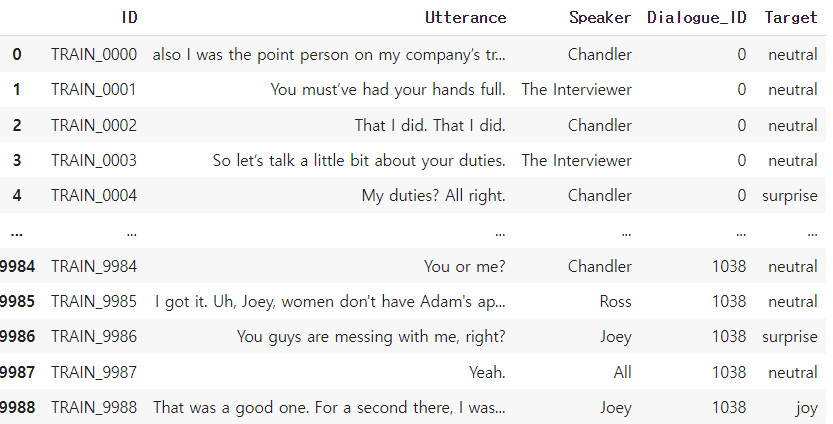 ID Utterance Speaker Dialogue_ID Target
0 TRAIN_0000 also I was the point person on my company’s tr... Chandler 0 neutral
1 TRAIN_0001 You must’ve had your hands full. The Interviewer 0 neutral
2 TRAIN_0002 That I did. That I did. Chandler 0 neutral
3 TRAIN_0003 So let’s talk a little bit about your duties. The Interviewer 0 neutral
4 TRAIN_0004 My duties? All right. Chandler 0 surprise
... ... ... ... ... ...
9984 TRAIN_9984 You or me? Chandler 1038 neutral
9985 TRAIN_9985 I got it. Uh, Joey, women don't have Adam's ap... Ross 1038 neutral
9986 TRAIN_9986 You guys are messing with me, right? Joey 1038 surprise
9987 TRAIN_9987 Yeah. All 1038 neutral
9988 TRAIN_9988 That was a good one. For a second there, I was... Joey 1038 joy